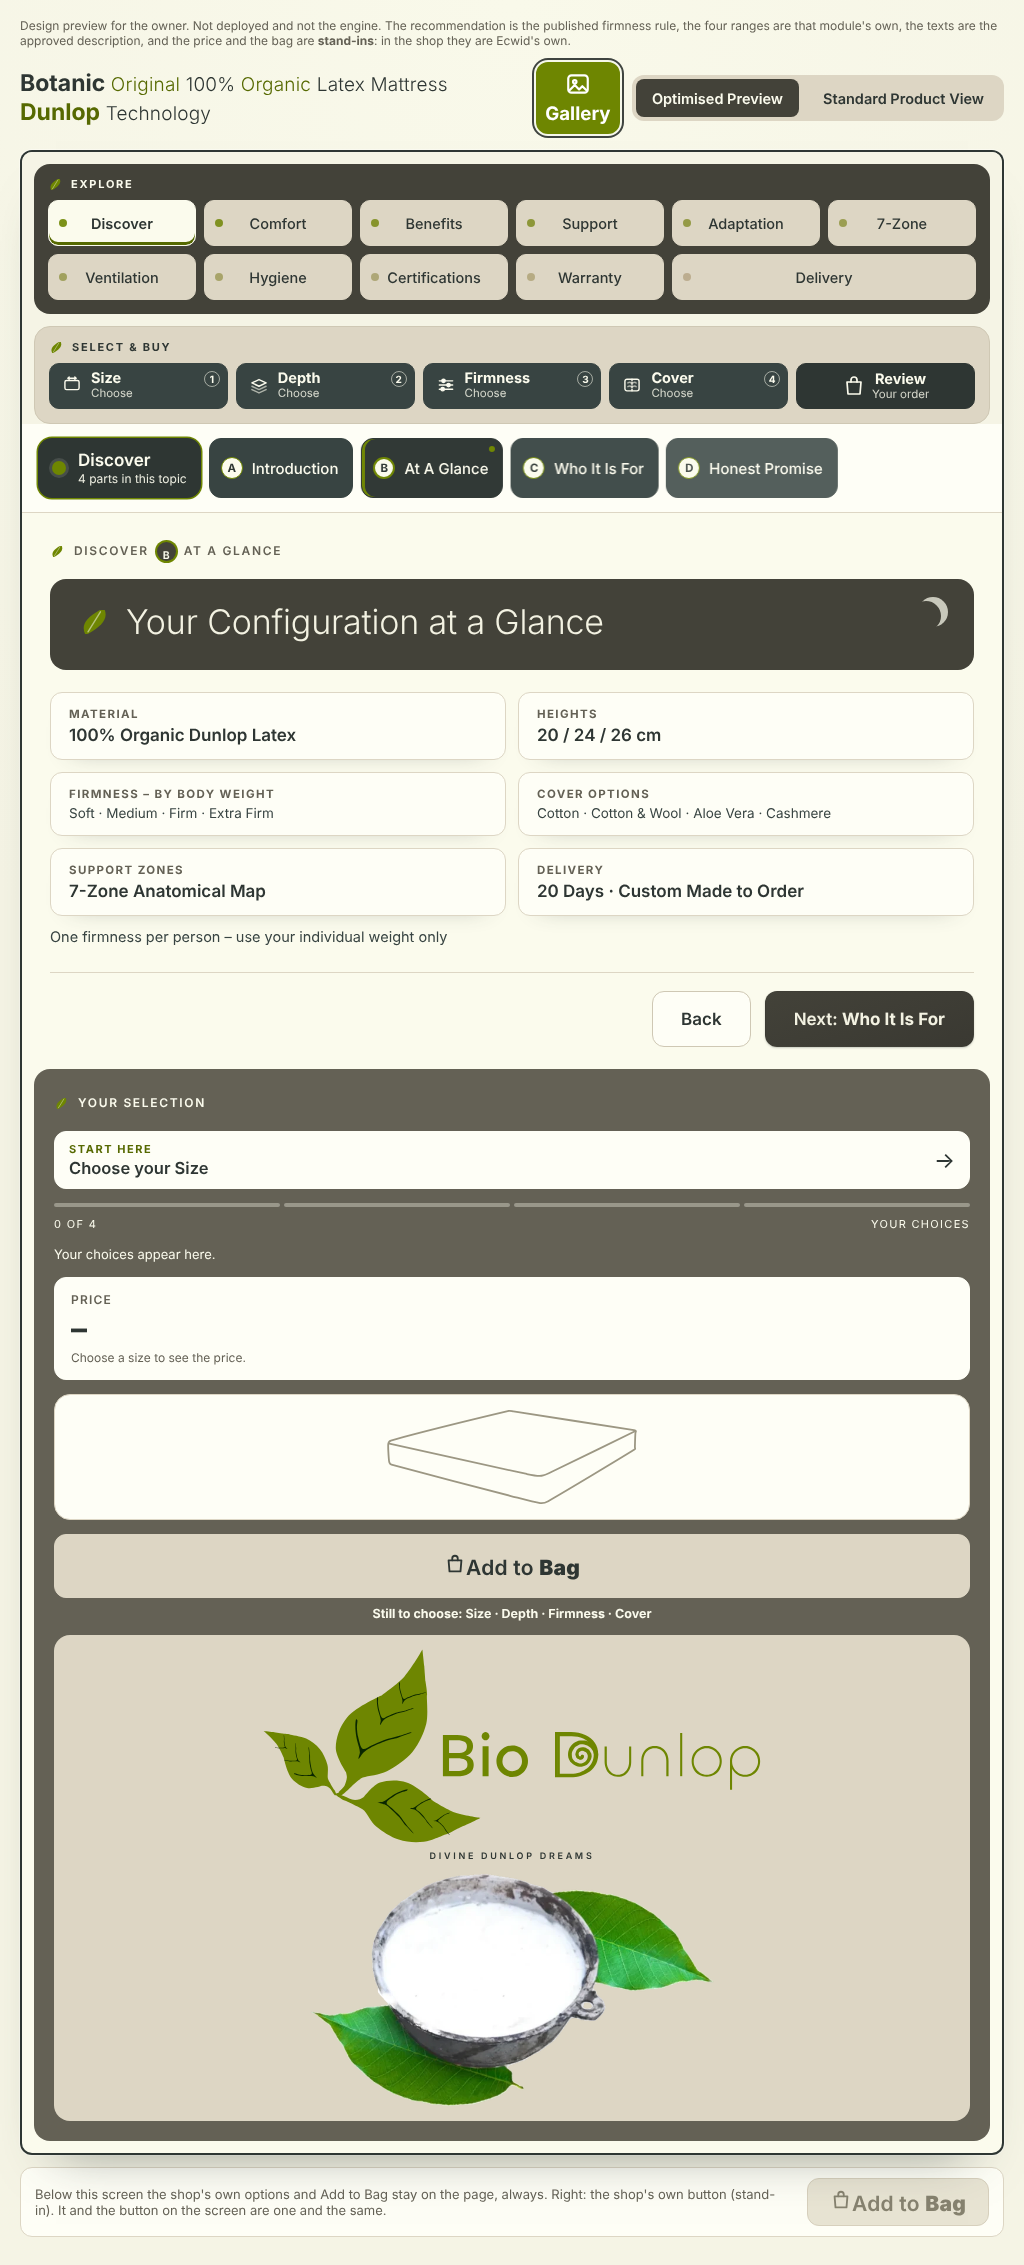 Design preview for the owner. Not deployed and not the engine. The recommendation is the published firmness rule, the four ranges are that module's own, the texts are the
approved description, and the price and the bag are stand-ins: in the shop they are Ecwid's own.
Botanic Original 100% Organic Latex Mattress
Dunlop Technology
Gallery
Optimised Preview
Standard Product View
EXPLORE
Discover
Comfort
Benefits
Support
Adaptation
7-Zone
Ventilation
Hygiene
Certifications
Warranty
Delivery
SELECT & BUY
Size
Choose
1
Depth
Choose
2
Firmness
Choose
3
Cover
Choose
4
Review
Your order
Discover
4 parts in this topic
A Introduction
B At A Glance
C Who It Is For
D Honest Promise
DISCOVER B AT A GLANCE
Your Configuration at a Glance
MATERIAL
100% Organic Dunlop Latex
HEIGHTS
20 / 24 / 26 cm
FIRMNESS – BY BODY WEIGHT
Soft · Medium · Firm · Extra Firm
COVER OPTIONS
Cotton · Cotton & Wool · Aloe Vera · Cashmere
SUPPORT ZONES
7-Zone Anatomical Map
DELIVERY
20 Days · Custom Made to Order
One firmness per person – use your individual weight only
Back
Next: Who It Is For
YOUR SELECTION
START HERE
Choose your Size
0 OF 4
YOUR CHOICES
Your choices appear here.
PRICE
–
Choose a size to see the price.
Add to Bag
Still to choose: Size · Depth · Firmness · Cover
Bio Dunlop
DIVINE DUNLOP DREAMS
Below this screen the shop's own options and Add to Bag stay on the page, always. Right: the shop's own button (stand-
in). It and the button on the screen are one and the same.
Add to Bag